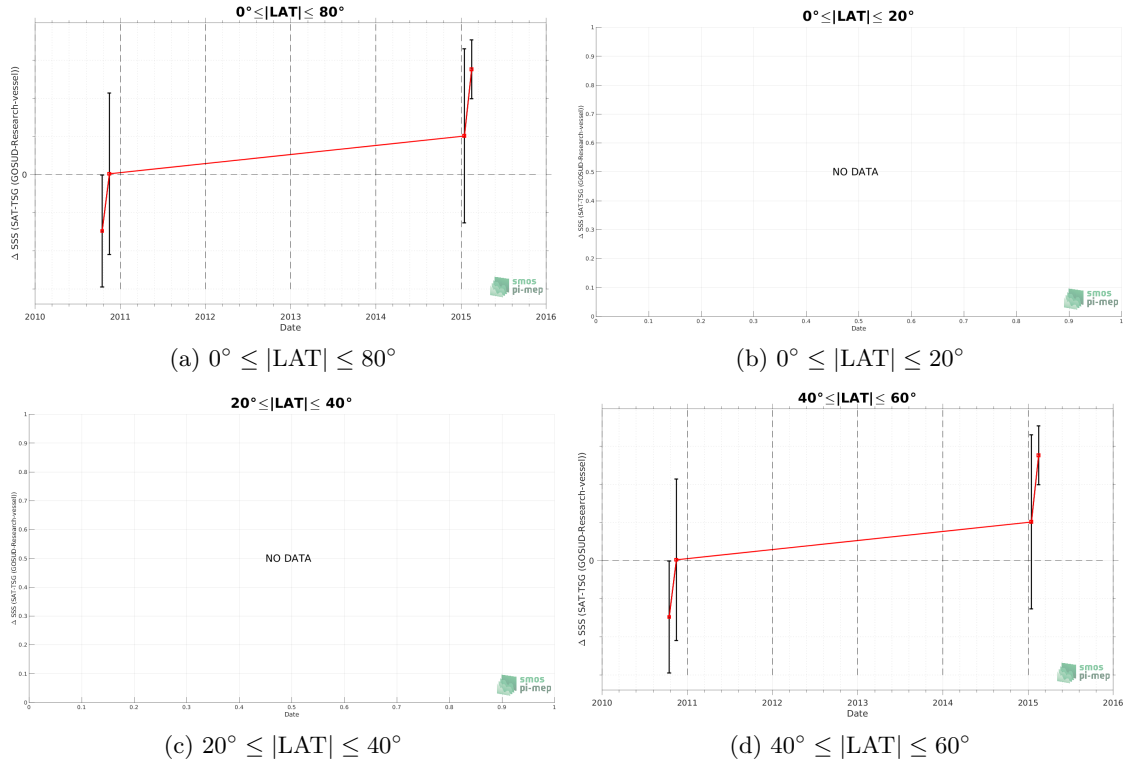 0°≤|LAT|≤ 80°
Δ SSS (SAT-TSG (GOSUD-Research-vessel))
0
2010 2011 2012 2013 2014 2015 2016
Date
smos
pi-mep
(a) 0° ≤ |LAT| ≤ 80°
0°≤|LAT|≤ 20°
Δ SSS (SAT-TSG (GOSUD-Research-vessel))
1
0.9
0.8
0.7
0.6
0.5
0.4
0.3
0.2
0.1
0
NO DATA
0 0.1 0.2 0.3 0.4 0.5 0.6 0.7 0.8 0.9 1
Date
smos
pi-mep
(b) 0° ≤ |LAT| ≤ 20°
20°≤|LAT|≤ 40°
Δ SSS (SAT-TSG (GOSUD-Research-vessel))
1
0.9
0.8
0.7
0.6
0.5
0.4
0.3
0.2
0.1
0
NO DATA
0 0.1 0.2 0.3 0.4 0.5 0.6 0.7 0.8 0.9 1
Date
smos
pi-mep
(c) 20° ≤ |LAT| ≤ 40°
40°≤|LAT|≤ 60°
Δ SSS (SAT-TSG (GOSUD-Research-vessel))
0
2010 2011 2012 2013 2014 2015 2016
Date
smos
pi-mep
(d) 40° ≤ |LAT| ≤ 60°